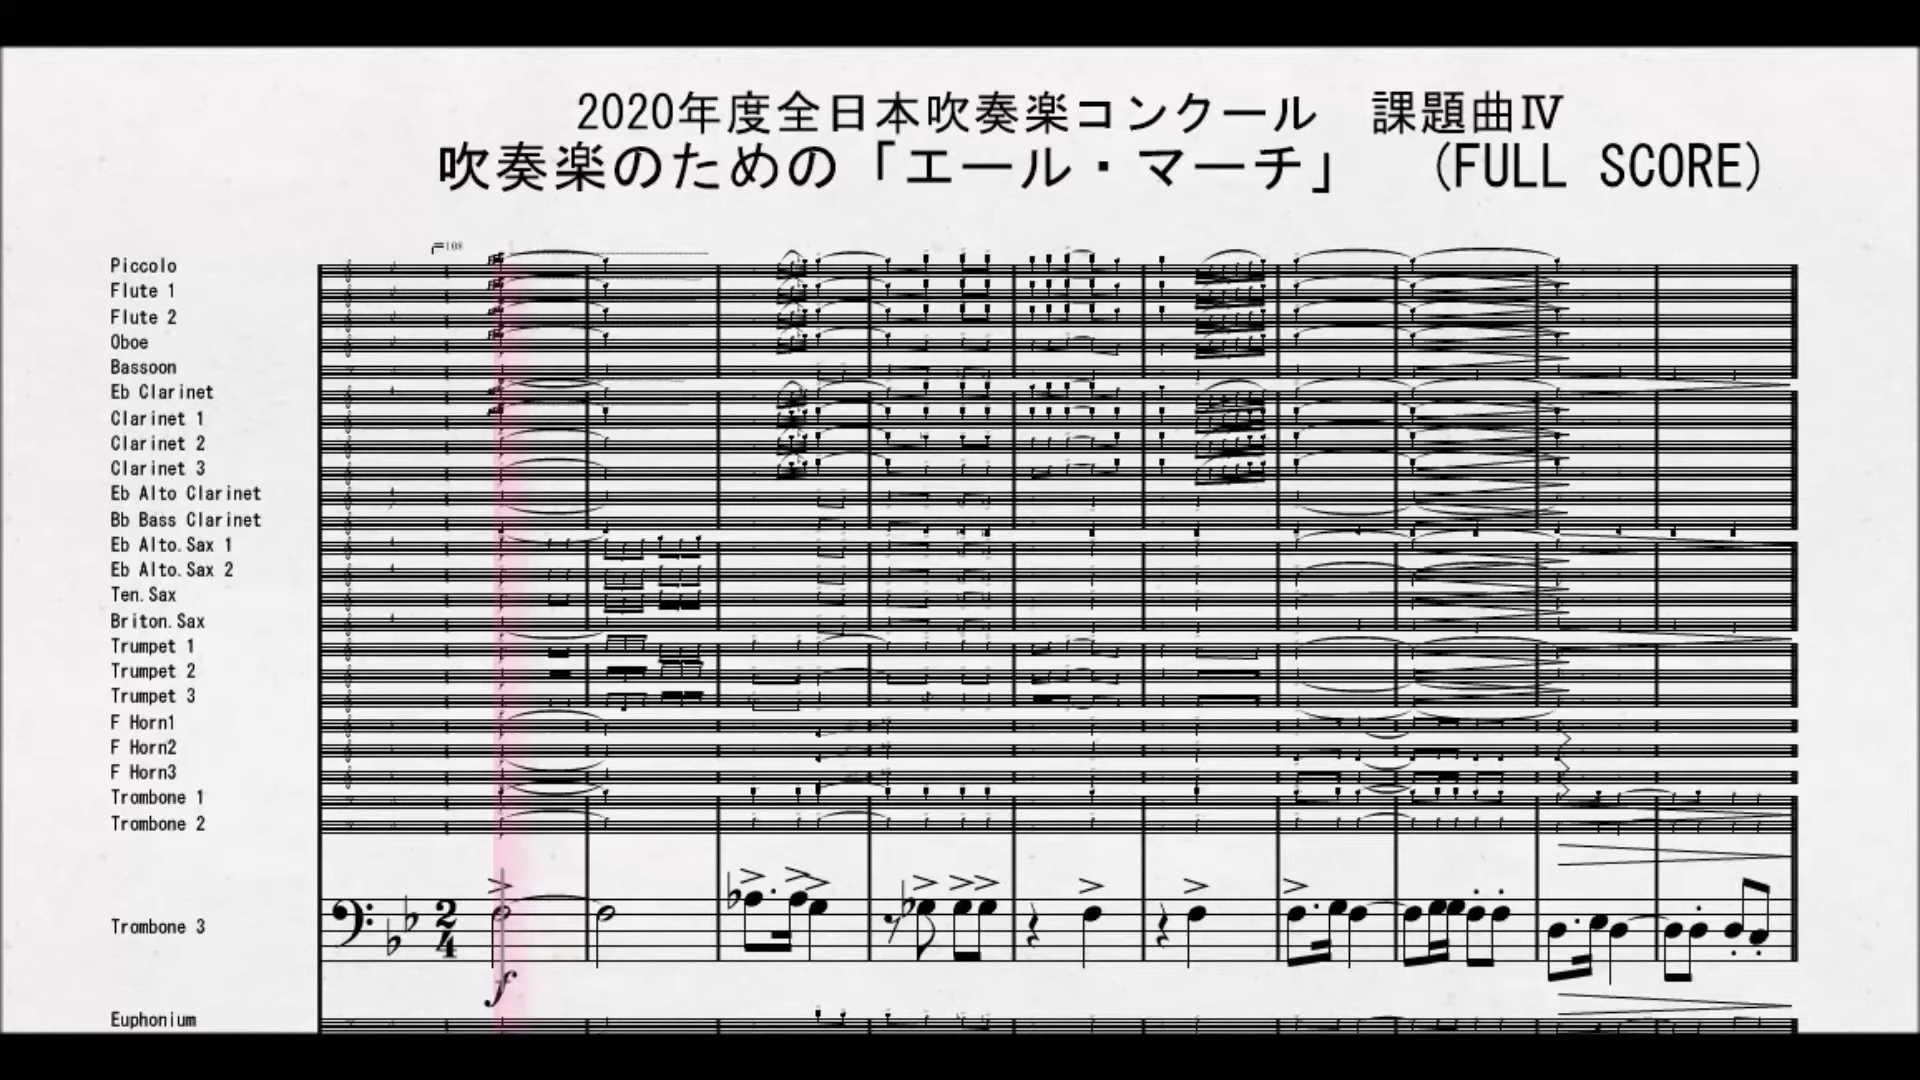 2020年度全日本吹奏楽コンクール　課題曲Ⅳ
吹奏楽のための「エール・マーチ」　(FULL SCORE)
=108
Piccolo
Flute 1
Flute 2
Oboe
Bassoon
Eb Clarinet
Clarinet 1
Clarinet 2
Clarinet 3
Eb Alto Clarinet
Bb Bass Clarinet
Eb Alto.Sax 1
Eb Alto.Sax 2
Ten.Sax
Briton.Sax
Trumpet 1
Trumpet 2
Trumpet 3
F Horn1
F Horn2
F Horn3
Trombone 1
Trombone 2
Trombone 3
2
4
f
Euphonium